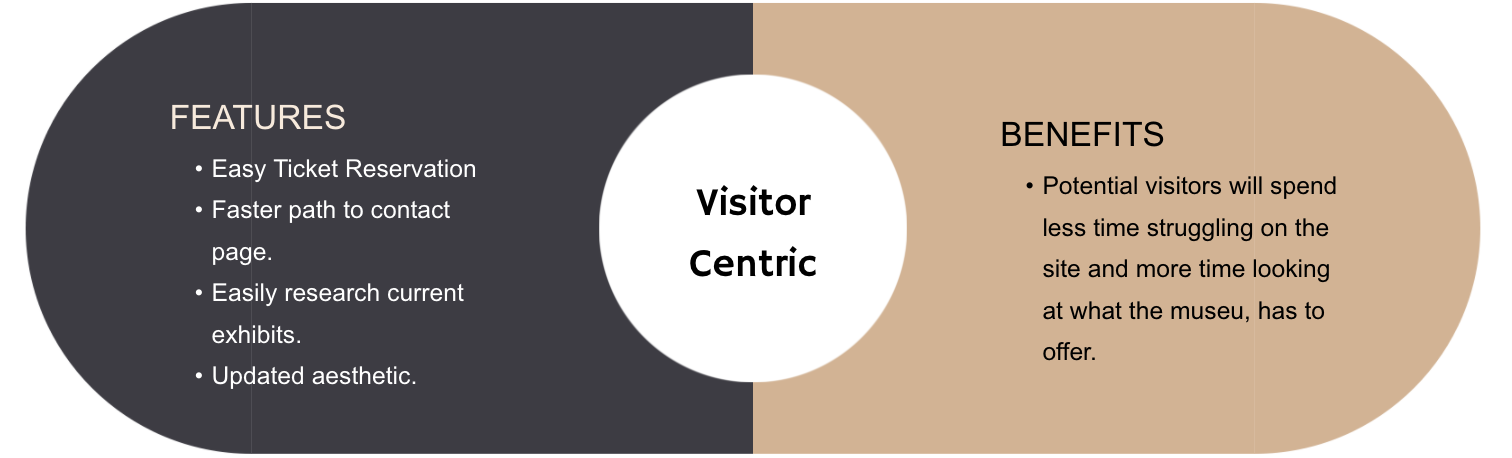 FEATURES
• Easy Ticket Reservation
• Faster path to contact
page.
• Easily research current
exhibits.
• Updated aesthetic.
Visitor
Centric
BENEFITS
• Potential visitors will spend
less time struggling on the
site and more time looking
at what the museu, has to
offer.